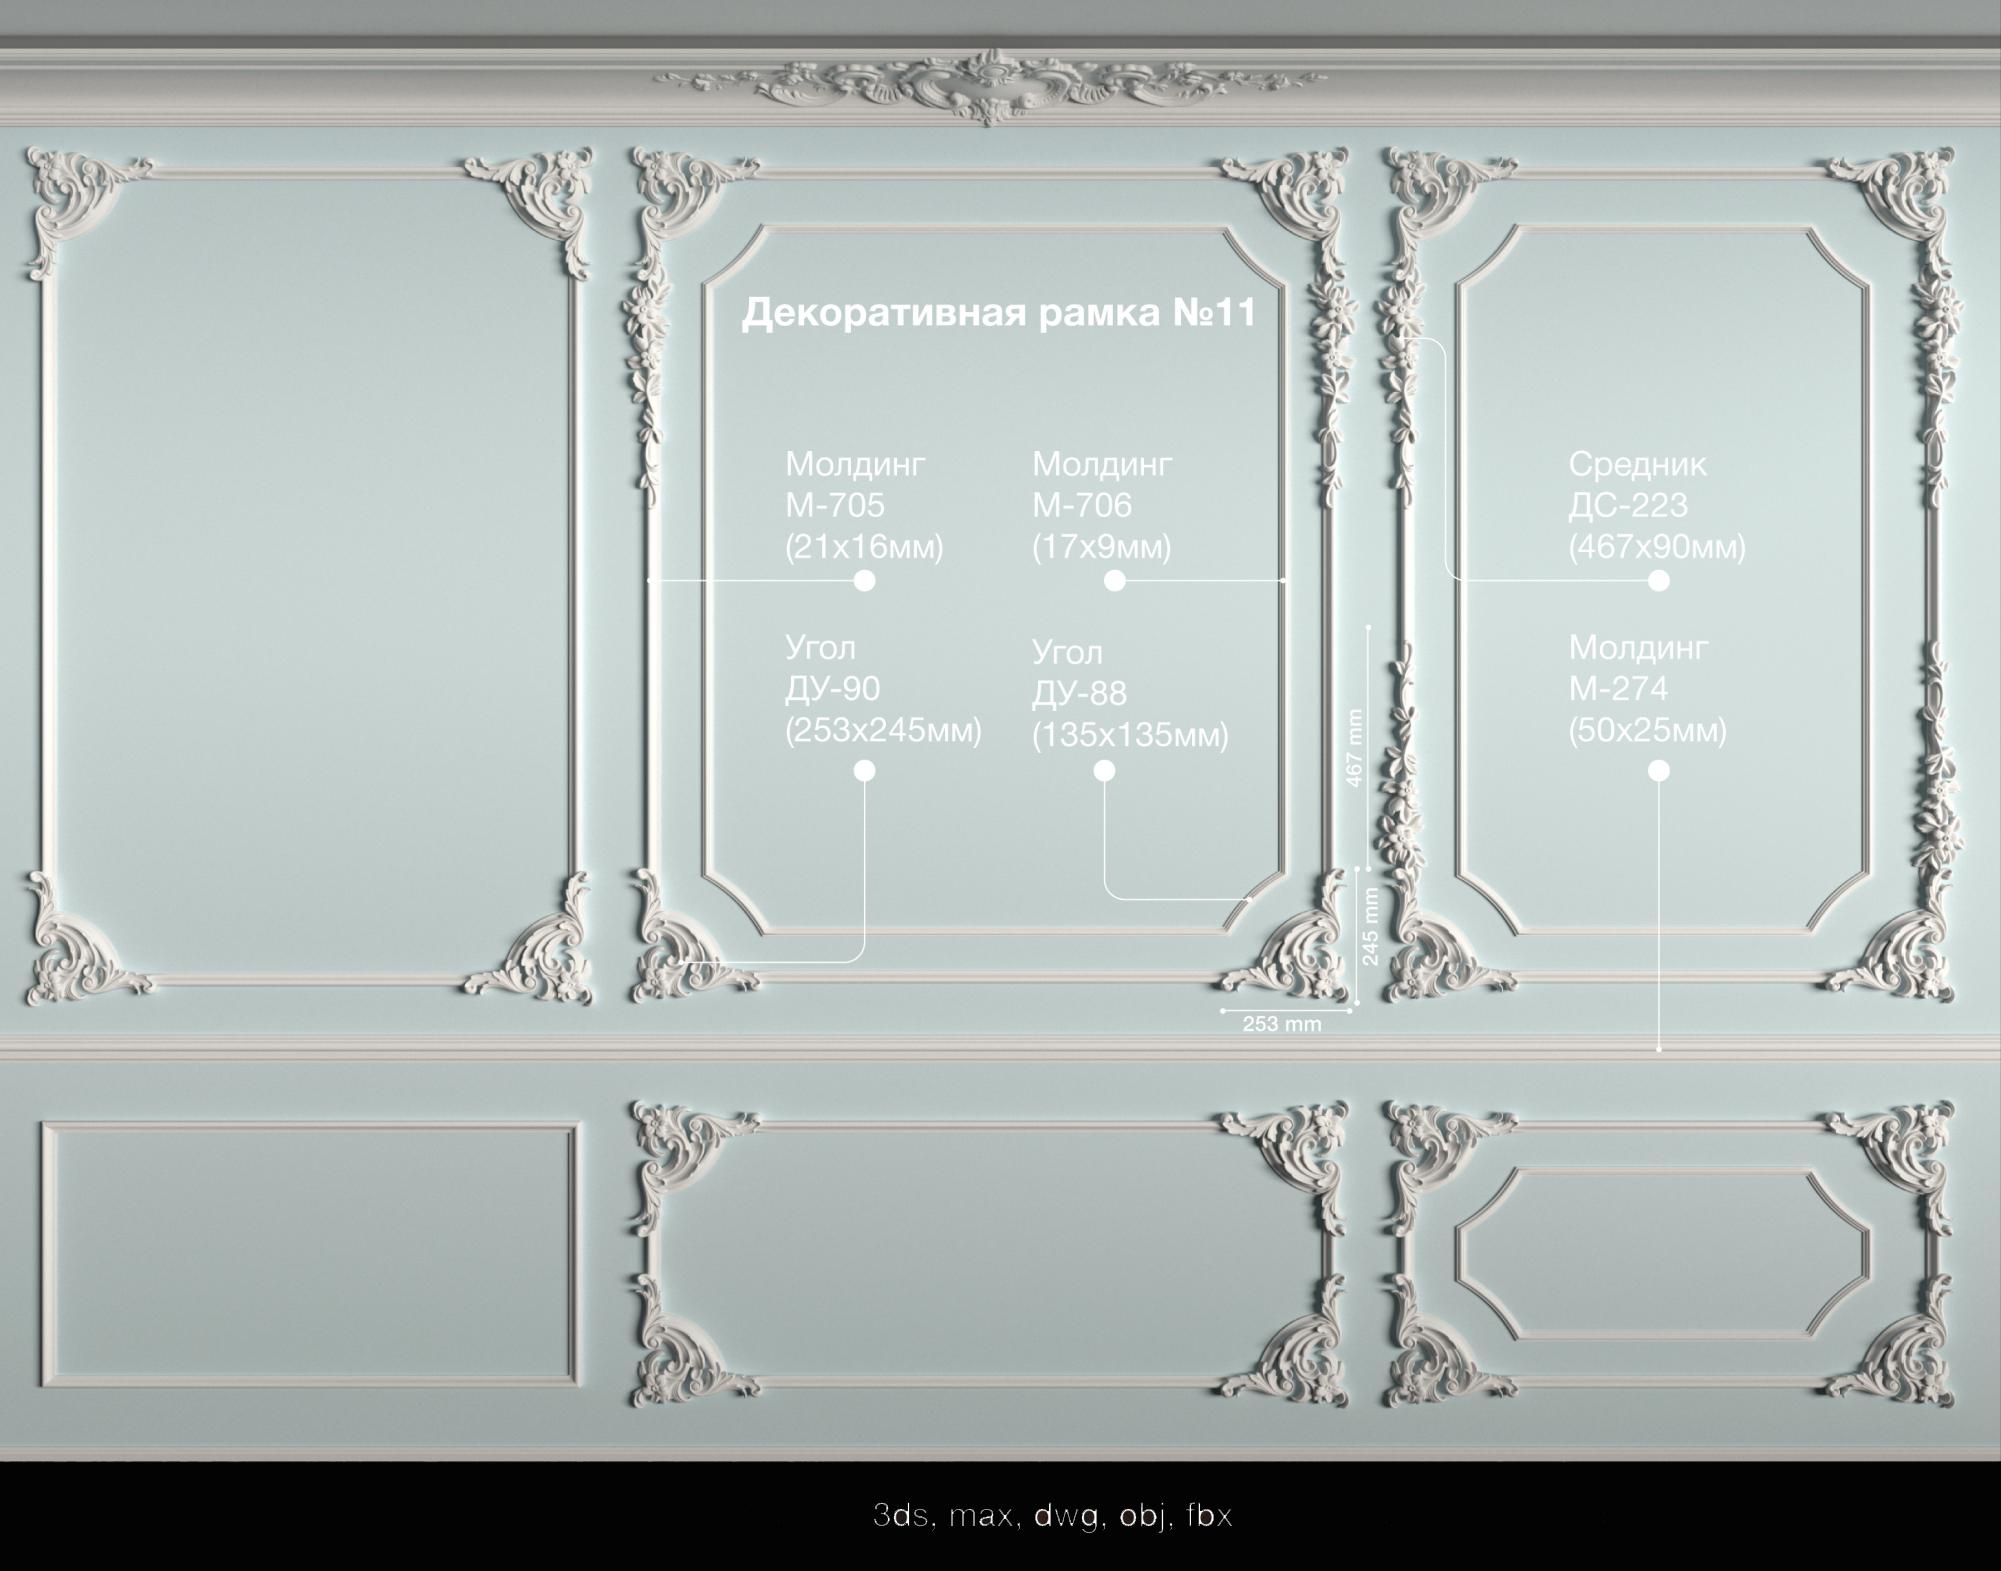 Декоративная рамка №11
Молдинг
М-705
(21х16мм)
Молдинг
М-706
(17х9мм)
Средник
ДС-223
(467х90мм)
Угол
ДУ-90
(253х245мм)
Угол
ДУ-88
(135х135мм)
Молдинг
М-274
(50х25мм)
467 mm
245 mm
253 mm
3ds, max, dwg, obj, fbx